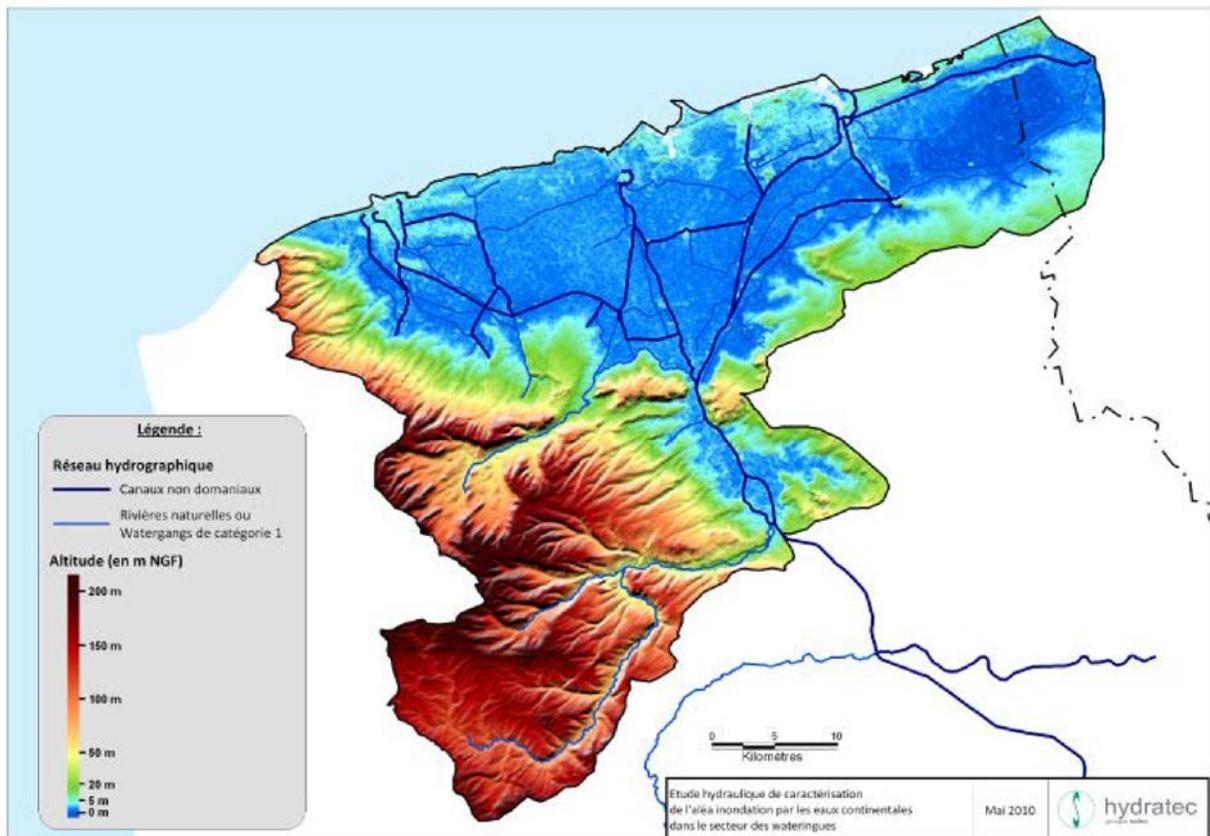 Légende :
Réseau hydrographique
Canaux non domaniaux
Rivières naturelles ou
Watergangs de catégorie 1
Altitude (en m NGF)
200 m
150 m
100 m
50 m
20 m
5 m
0 m
0 5 10
Kilomètres
Etude hydraulique de caractérisation
de l'aléa inondation par les eaux continentales
dans le secteur des wateringues
Mai 2010
hydratec